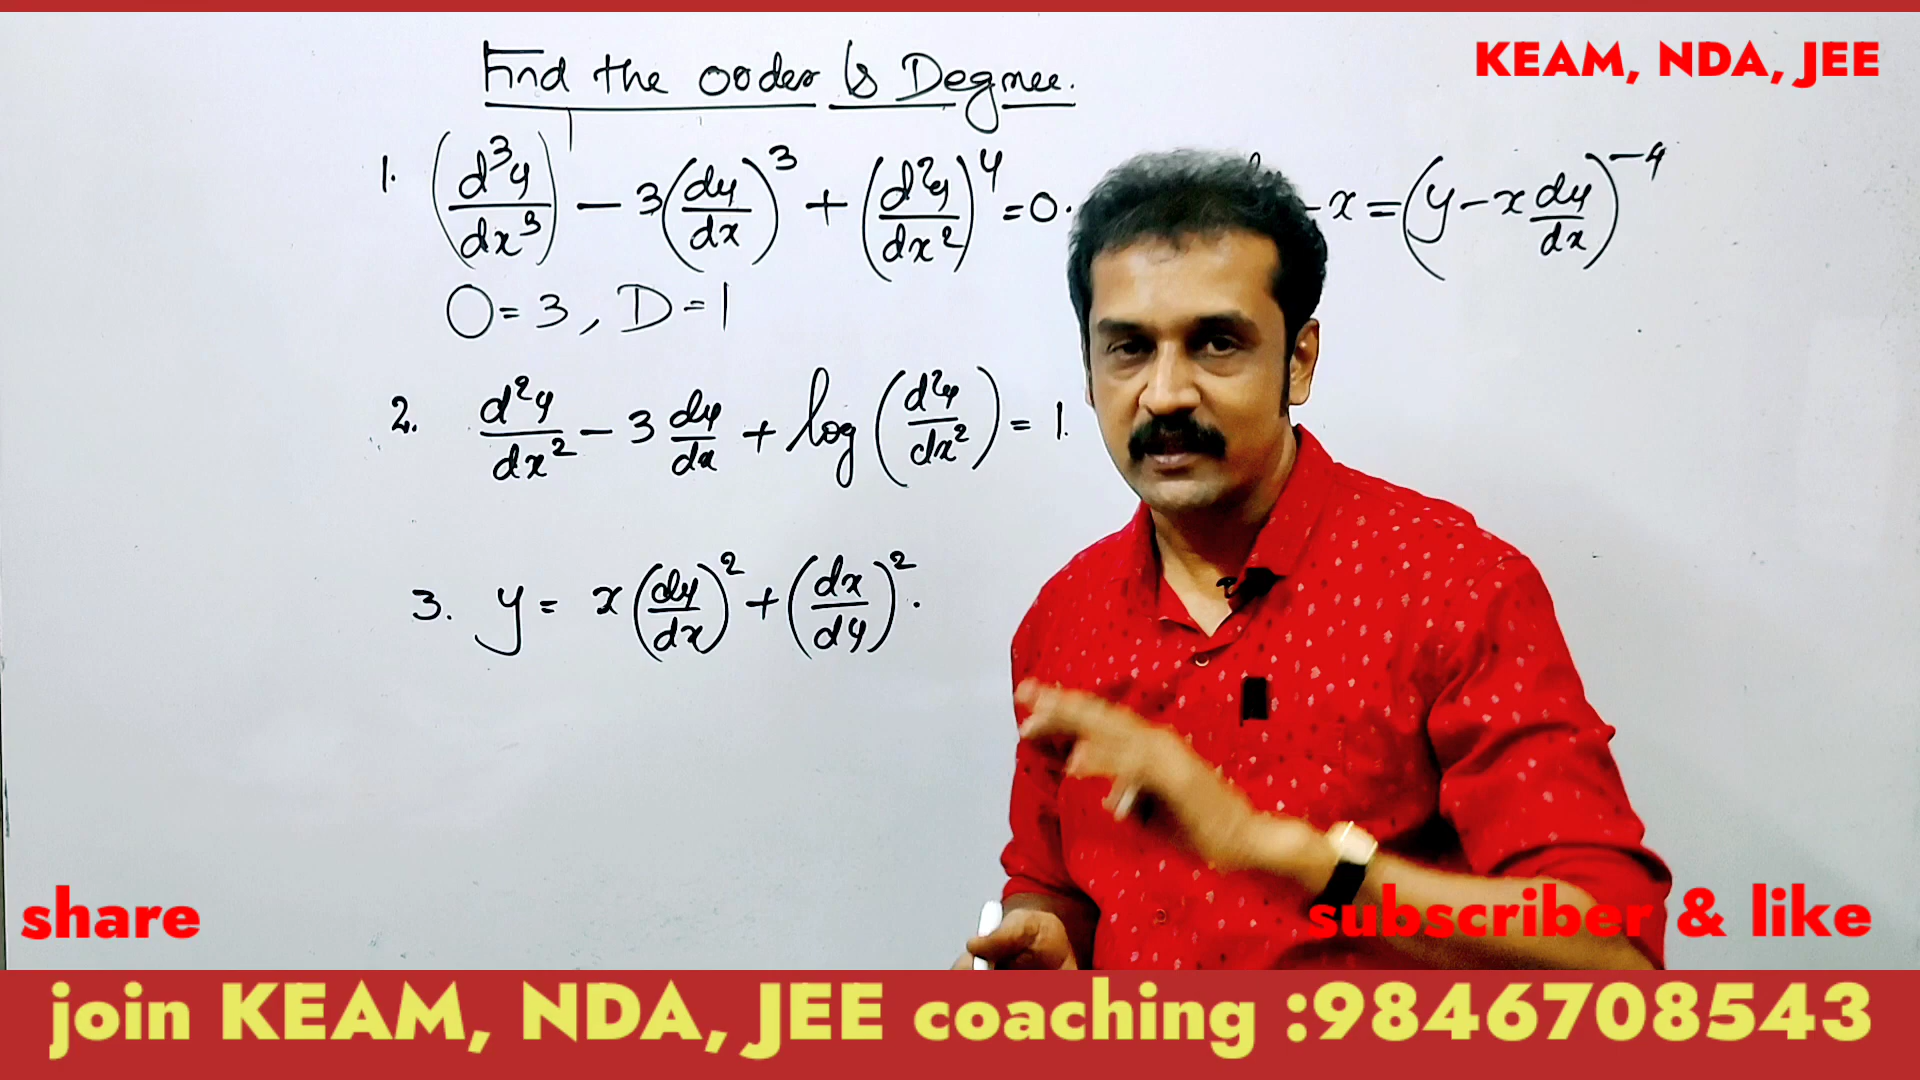 KEAM, NDA, JEE
Find the order & Degree.
1. (d³y/dx³)¹ − 3(dy/dx)³ + (d²y/dx²)⁴ = 0.
− x = (y − x dy/dx)⁻⁴
O = 3, D = 1
2. d²y/dx² − 3 dy/dx + log (d²y/dx²) = 1.
3. y = x(dy/dx)² + (dx/dy)².
share
subscriber & like
join KEAM, NDA, JEE coaching :9846708543